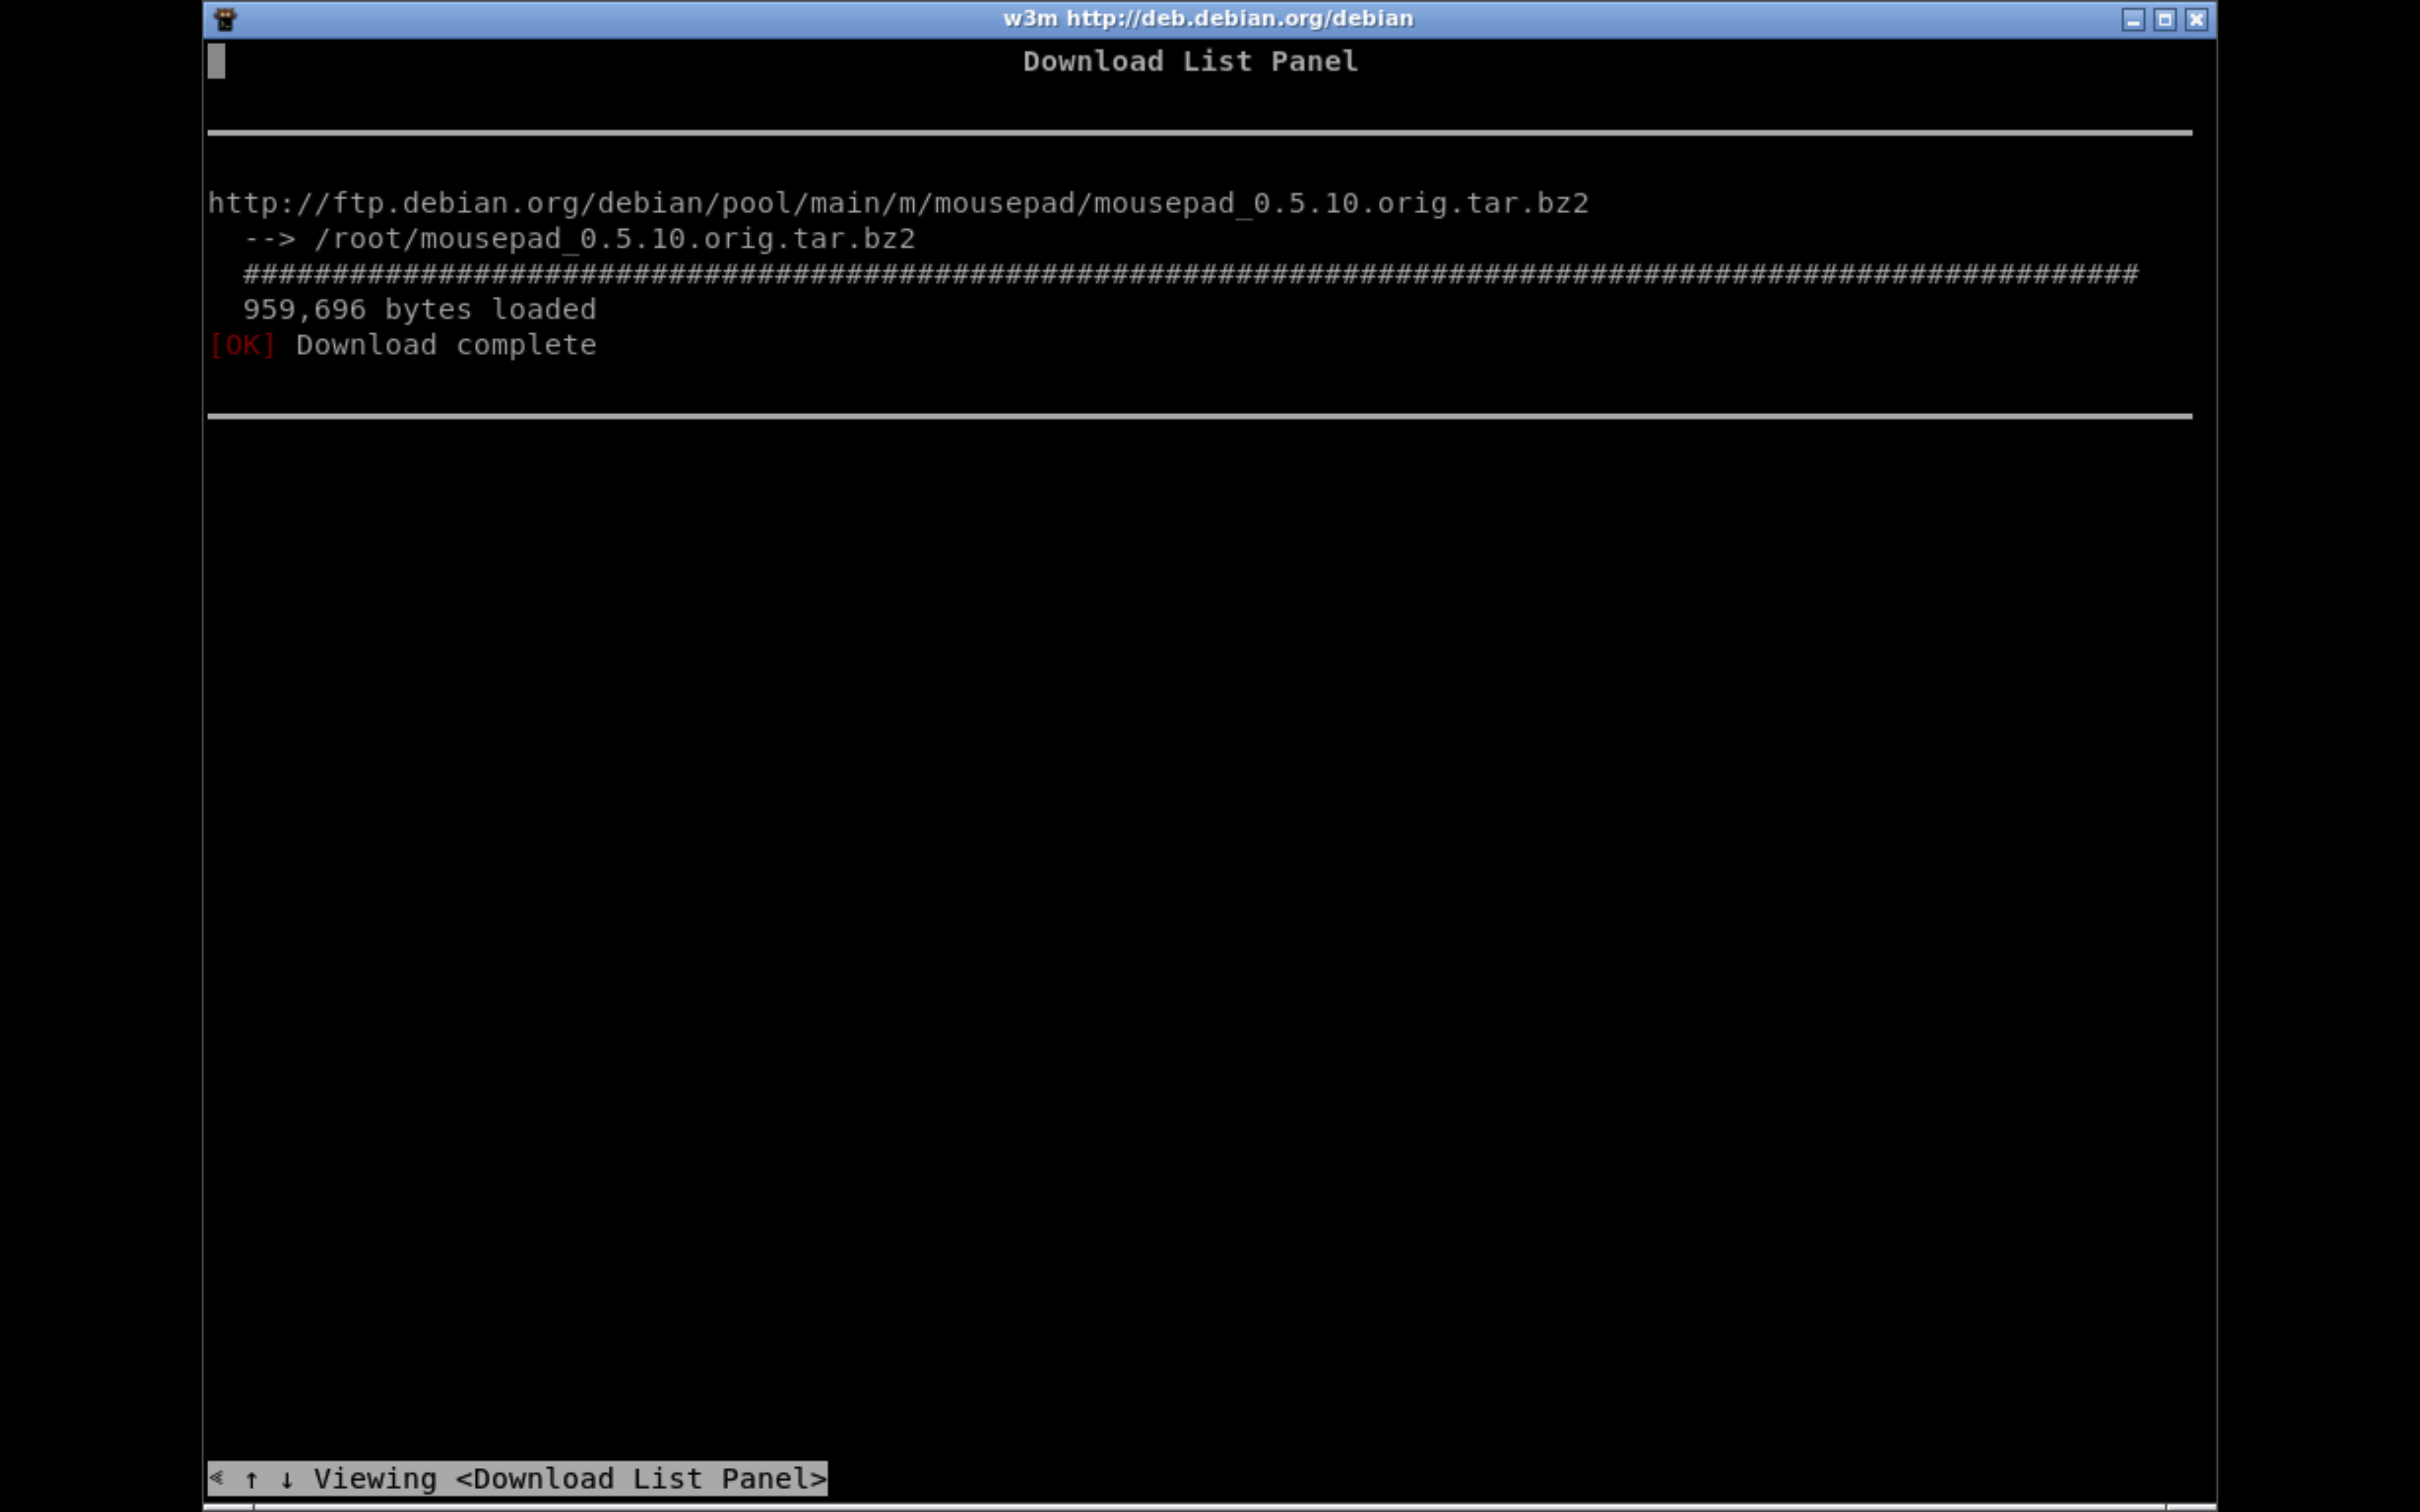 w3m http://deb.debian.org/debian
Download List Panel
http://ftp.debian.org/debian/pool/main/m/mousepad/mousepad_0.5.10.orig.tar.bz2
--> /root/mousepad_0.5.10.orig.tar.bz2
###########################################################################################################
959,696 bytes loaded
[OK] Download complete
⪡ ↑ ↓ Viewing <Download List Panel>